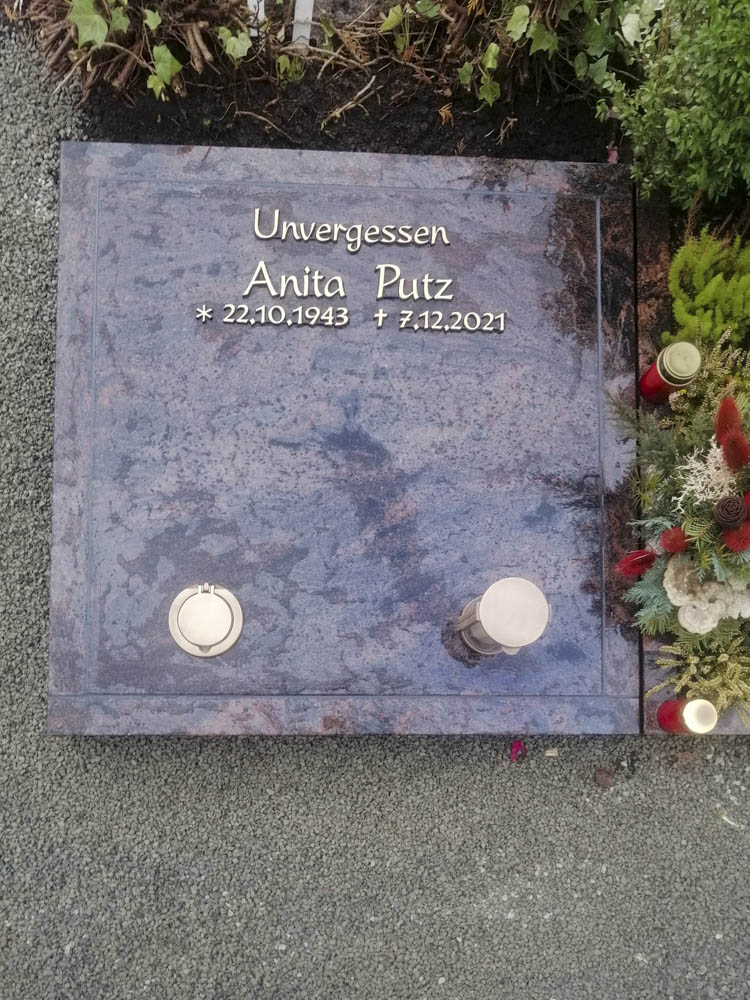 Unvergessen
Anita Putz
* 22.10.1943 † 7.12.2021